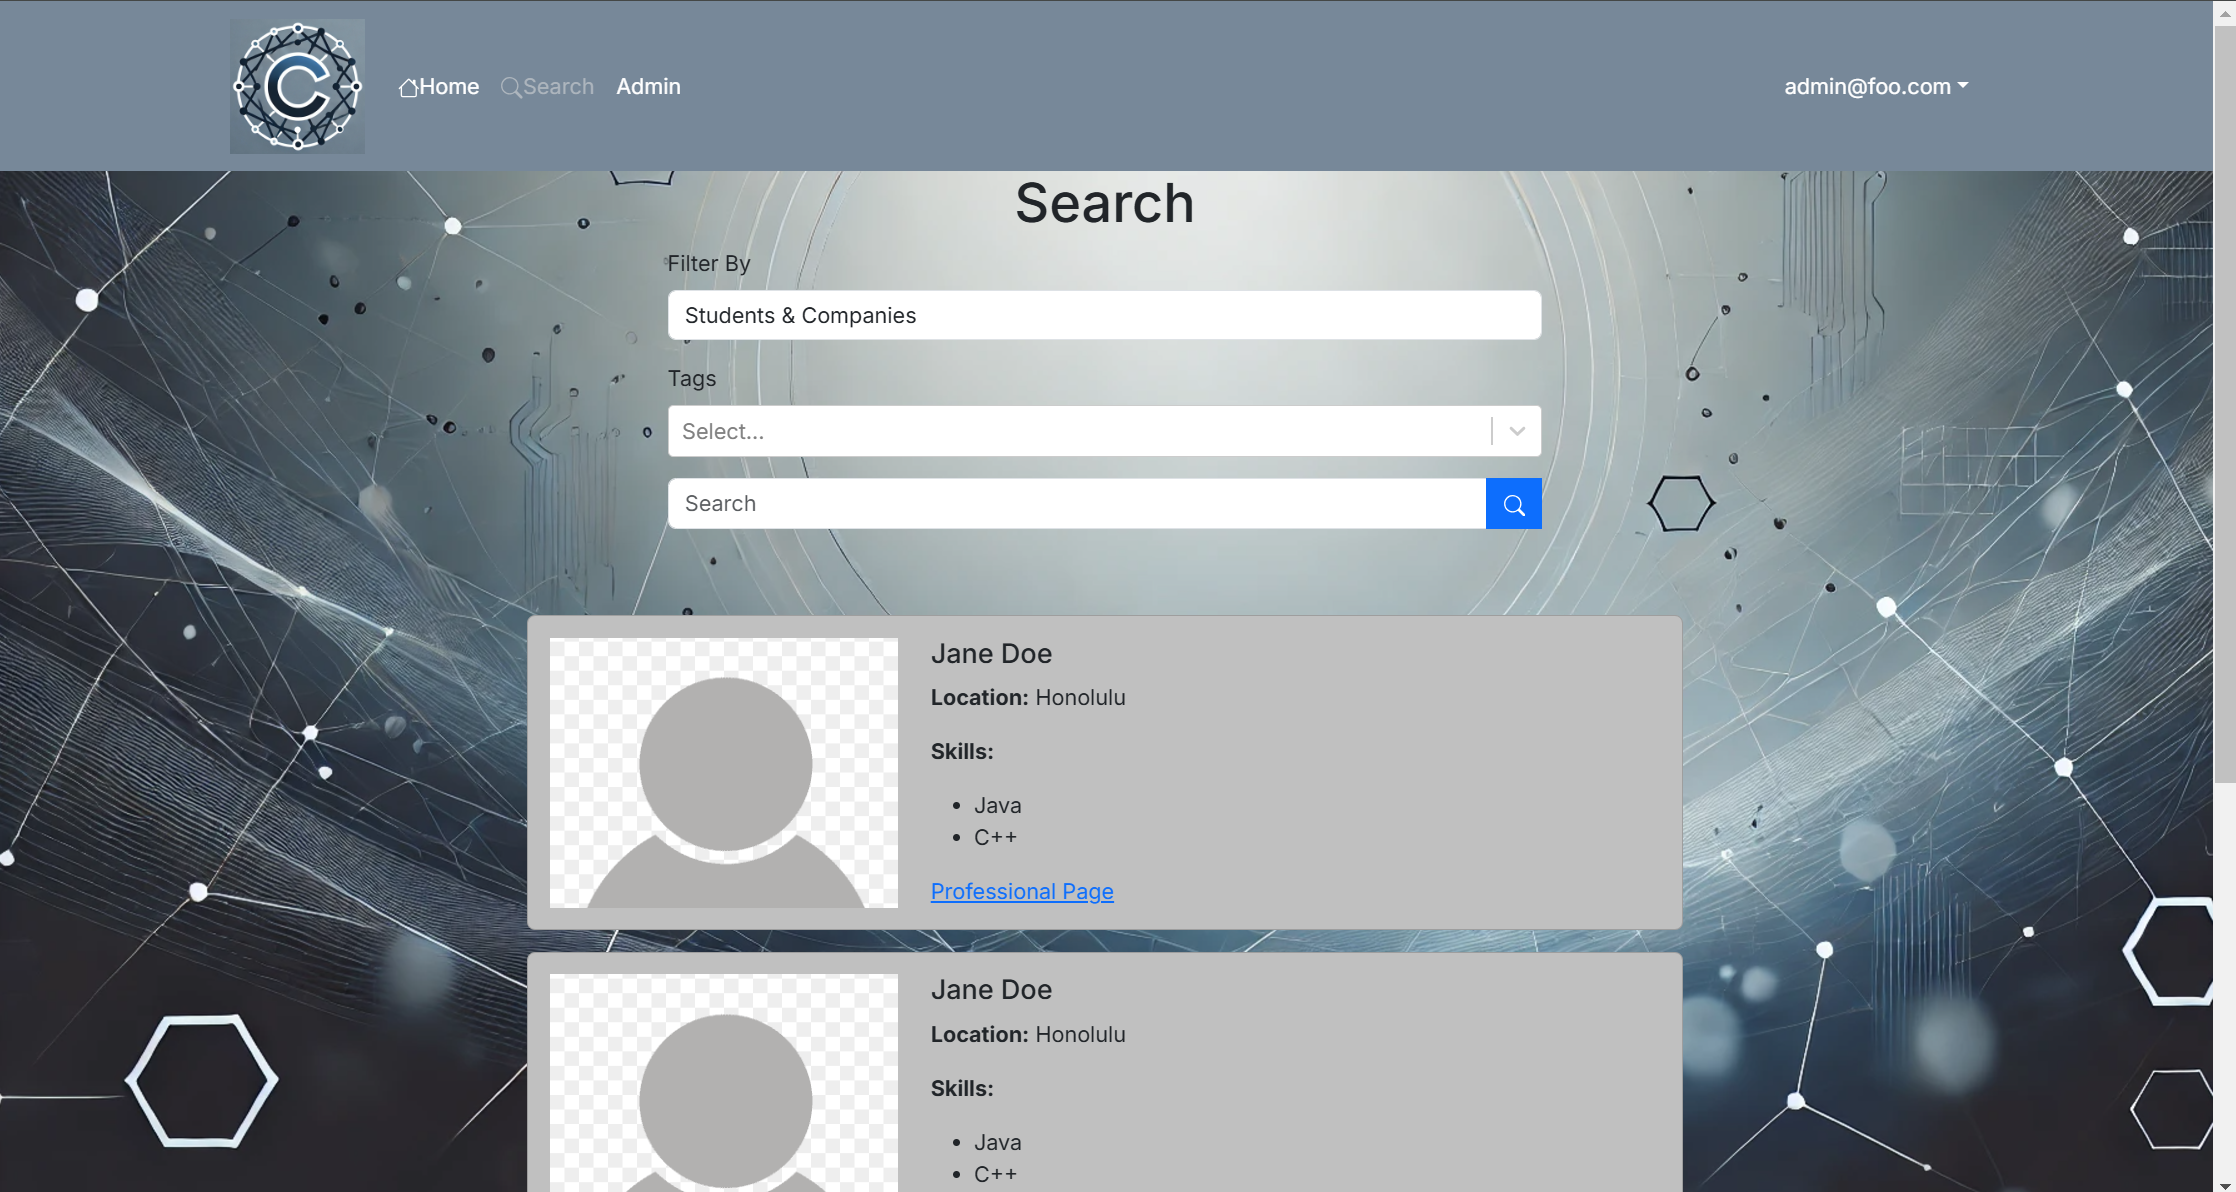 C
Home Search Admin admin@foo.com
Search
Filter By
Students & Companies
Tags
Select...
Search
Jane Doe
Location: Honolulu
Skills:
• Java
• C++
Professional Page
Jane Doe
Location: Honolulu
Skills:
• Java
• C++